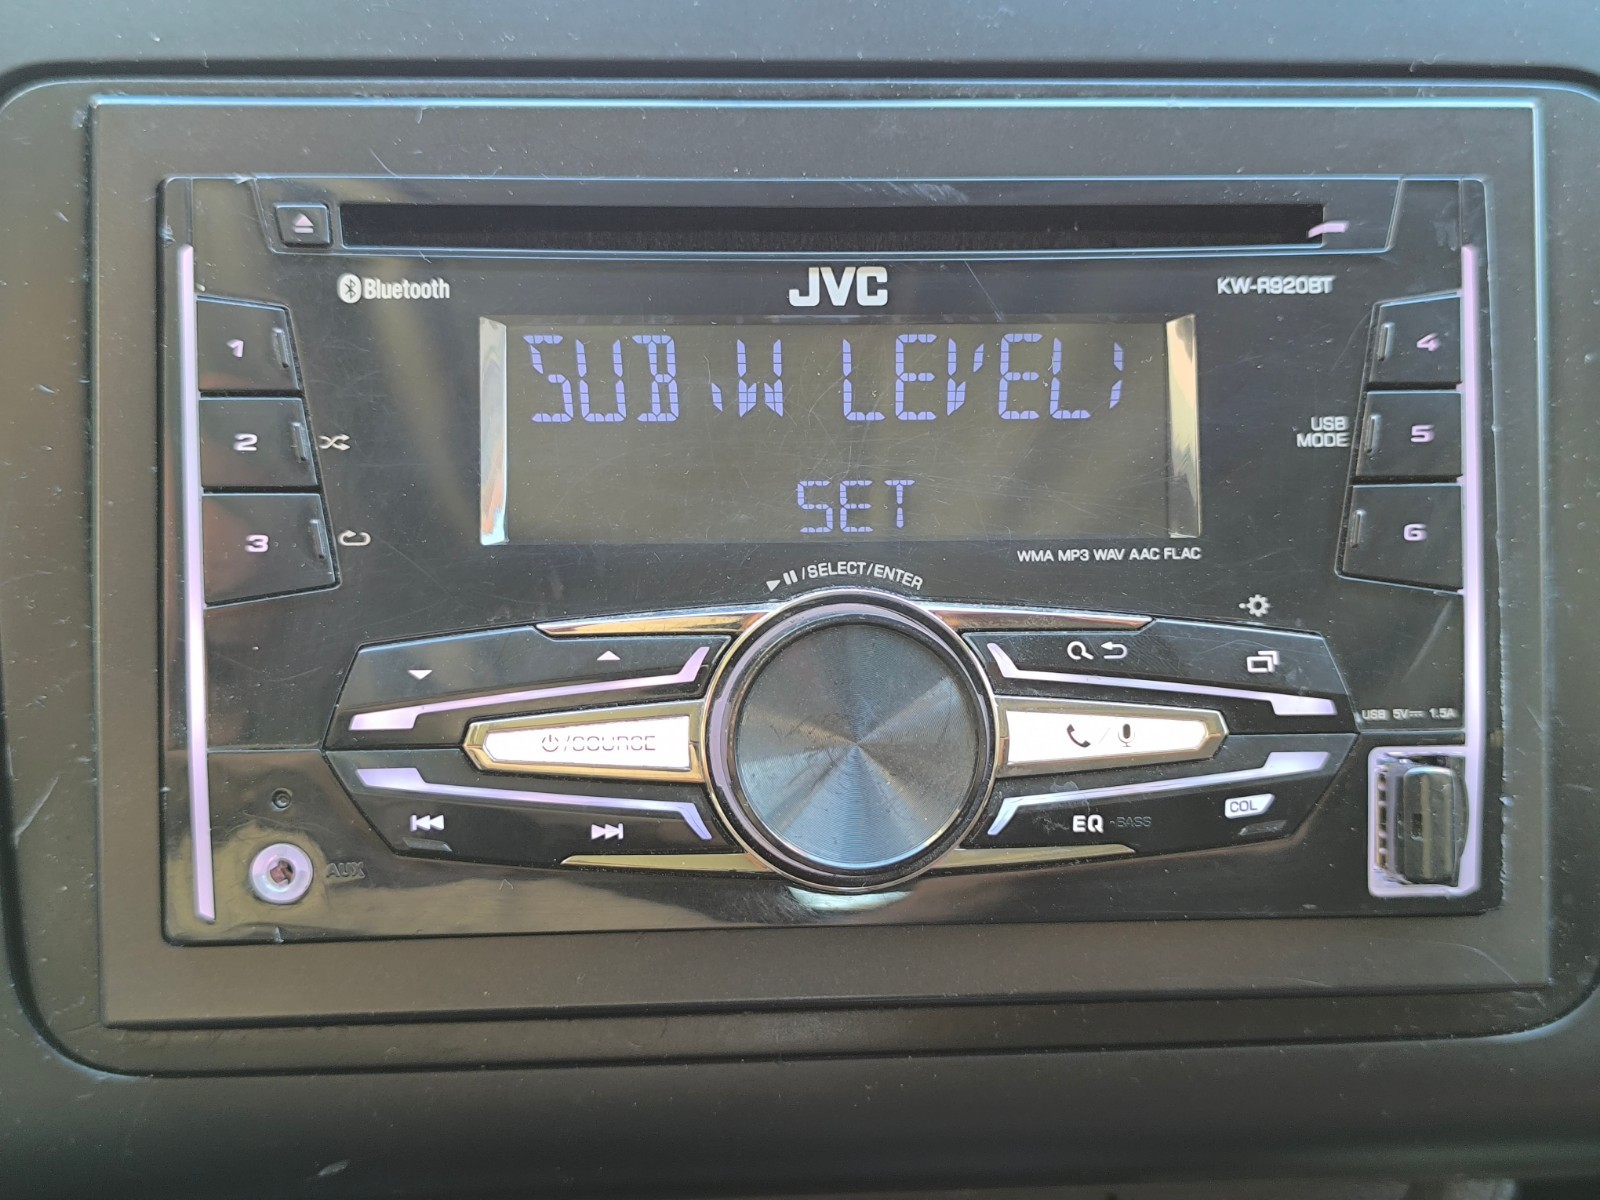 Bluetooth
JVC
KW-R920BT
1
2
3
SUB.W LEVEL
SET
4
USB
MODE
5
6
WMA MP3 WAV AAC FLAC
/SELECT/ENTER
/SOURCE
USB 5V 1.5A
AUX
EQ -BASS
COL